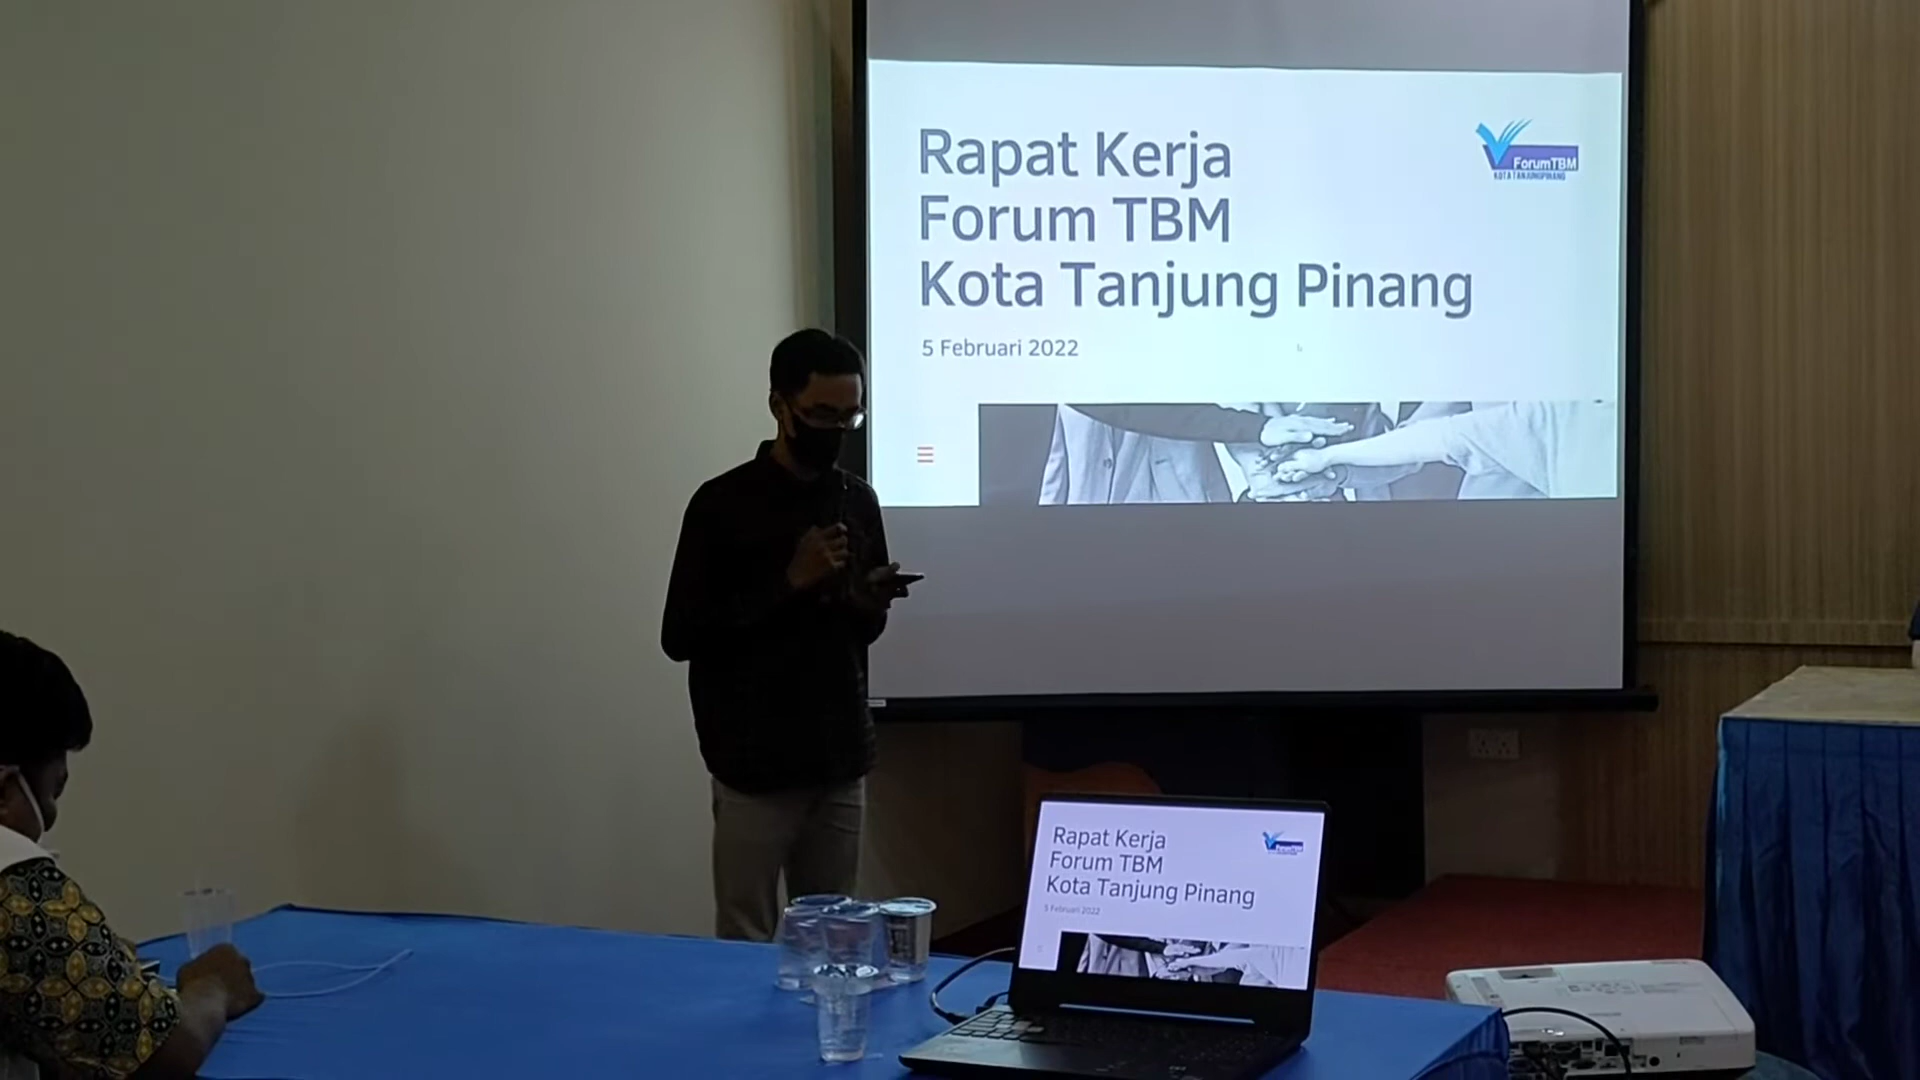 Rapat Kerja
Forum TBM
Kota Tanjung Pinang
5 Februari 2022
ForumTBM
KOTA TANJUNGPINANG
Rapat Kerja
Forum TBM
Kota Tanjung Pinang
5 Februari 2022